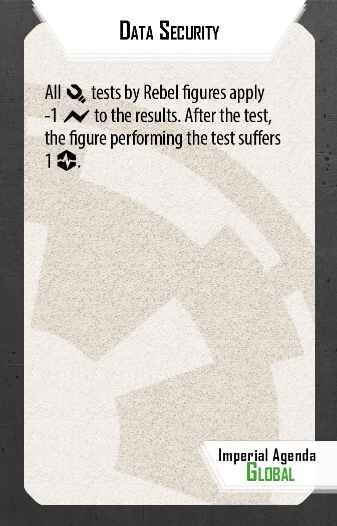 Data Security
All tests by Rebel figures apply
-1 to the results. After the test,
the figure performing the test suffers
1 .
Imperial Agenda
Global